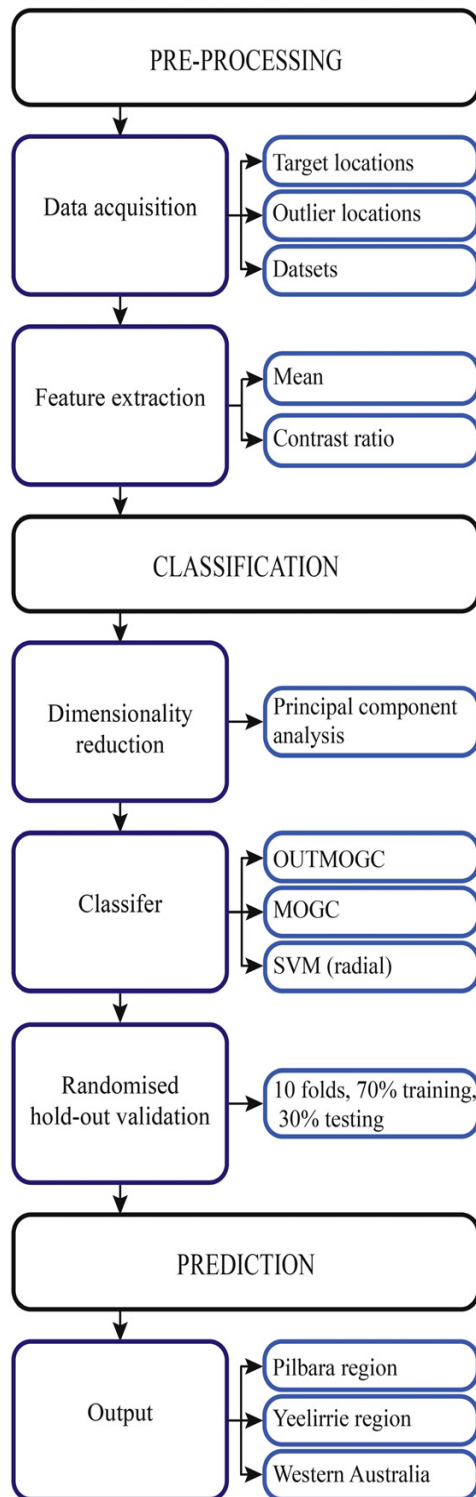 PRE-PROCESSING
Data acquisition
Target locations
Outlier locations
Datsets
Feature extraction
Mean
Contrast ratio
CLASSIFICATION
Dimensionality
reduction
Principal component
analysis
Classifer
OUTMOGC
MOGC
SVM (radial)
Randomised
hold-out validation
10 folds, 70% training,
30% testing
PREDICTION
Output
Pilbara region
Yeelirrie region
Western Australia